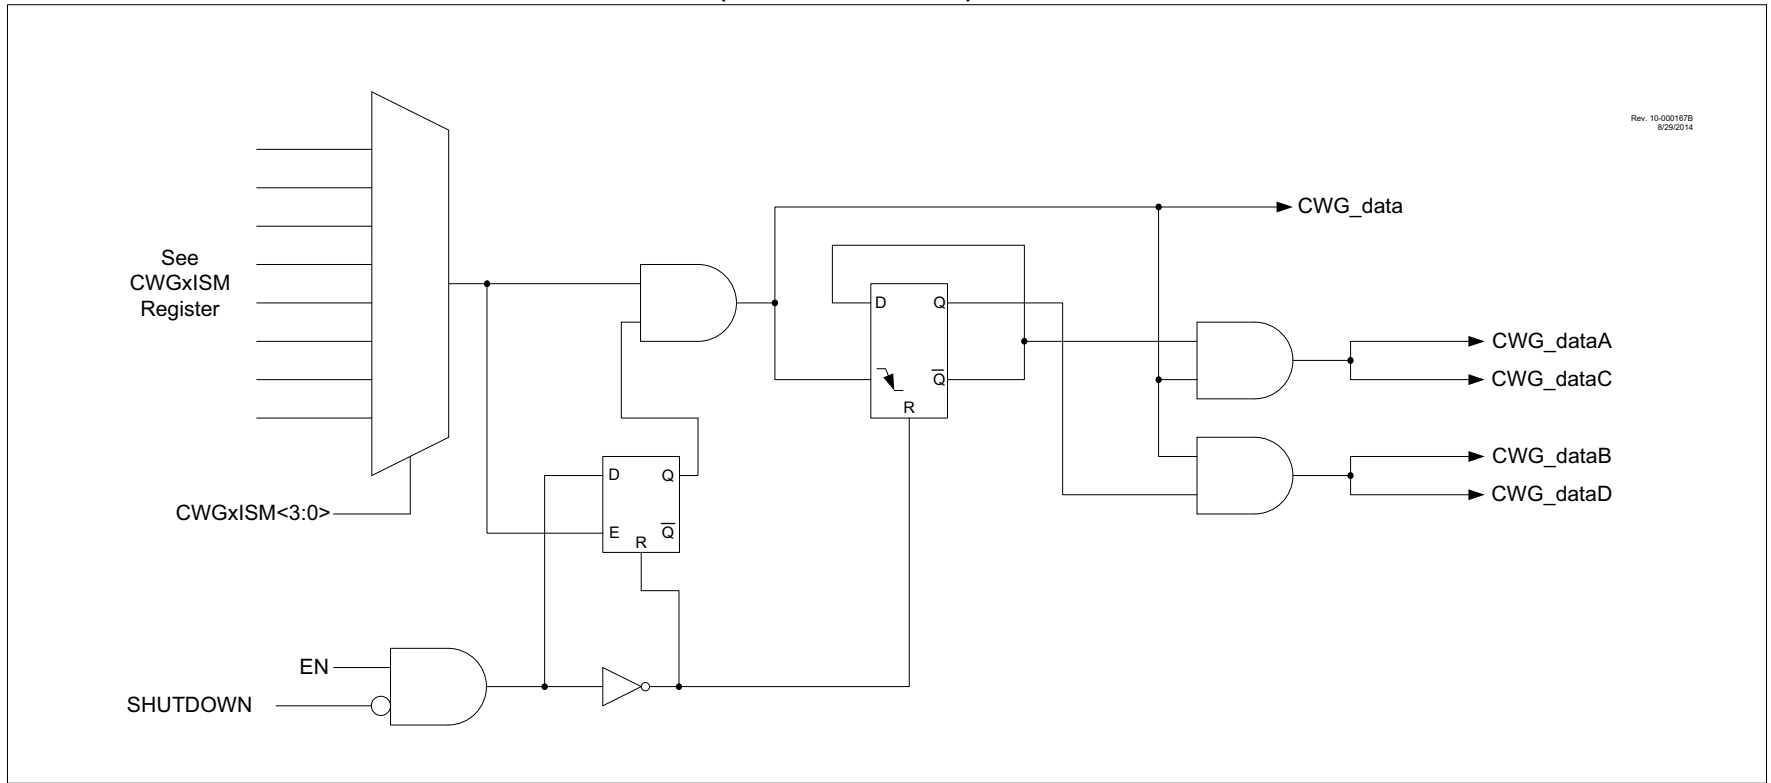 Rev. 10-000167B
8/29/2014
CWG_data
See
CWGxISM
Register
D
Q
Q̅
R
CWG_dataA
CWG_dataC
CWG_dataB
CWG_dataD
D
Q
E
Q̅
R
CWGxISM<3:0>
EN
SHUTDOWN